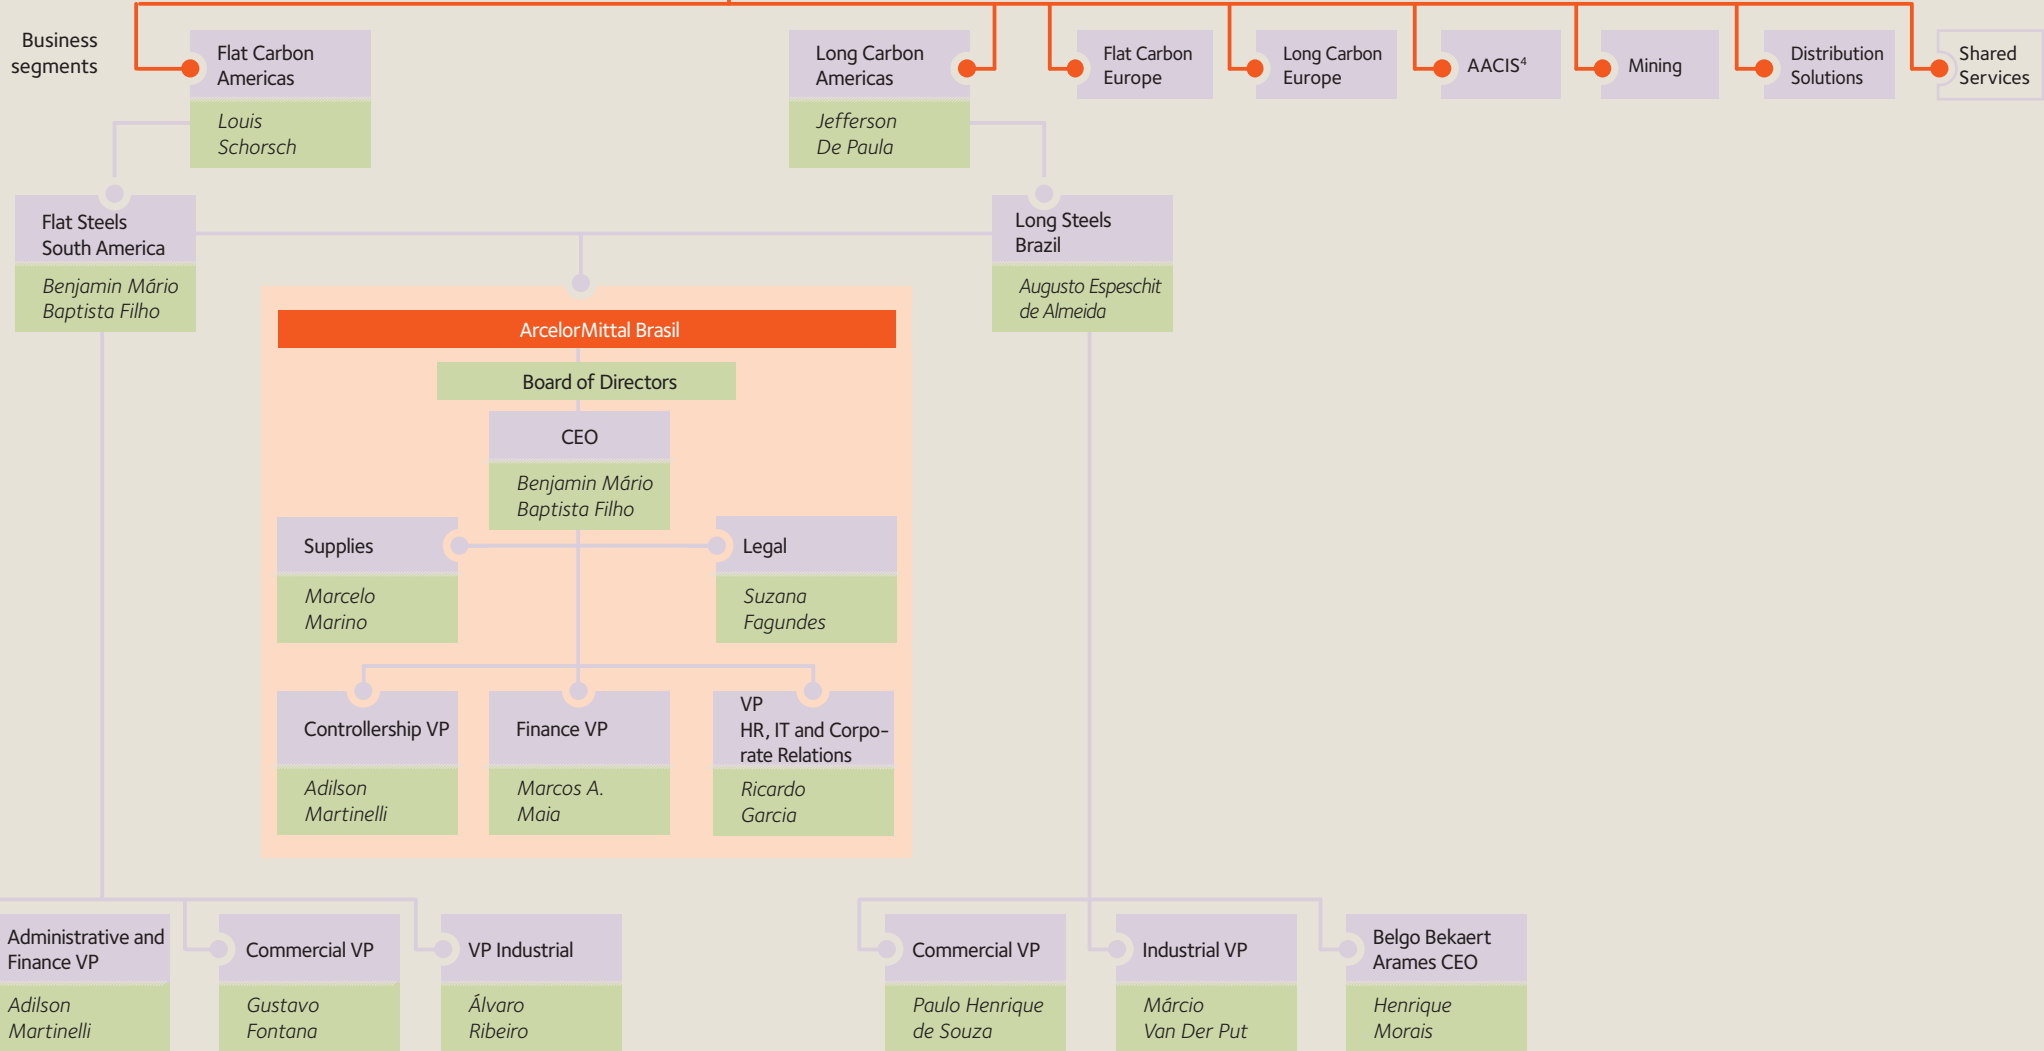 Business
segments
Flat Carbon
Americas
Louis
Schorsch
Long Carbon
Americas
Jefferson
De Paula
Flat Carbon
Europe
Long Carbon
Europe
AACIS⁴
Mining
Distribution
Solutions
Shared
Services
Flat Steels
South America
Benjamin Mário
Baptista Filho
Long Steels
Brazil
Augusto Espeschit
de Almeida
ArcelorMittal Brasil
Board of Directors
CEO
Benjamin Mário
Baptista Filho
Supplies
Marcelo
Marino
Legal
Suzana
Fagundes
Controllership VP
Adilson
Martinelli
Finance VP
Marcos A.
Maia
VP
HR, IT and Corpo-
rate Relations
Ricardo
Garcia
Administrative and
Finance VP
Adilson
Martinelli
Commercial VP
Gustavo
Fontana
VP Industrial
Álvaro
Ribeiro
Commercial VP
Paulo Henrique
de Souza
Industrial VP
Márcio
Van Der Put
Belgo Bekaert
Arames CEO
Henrique
Morais